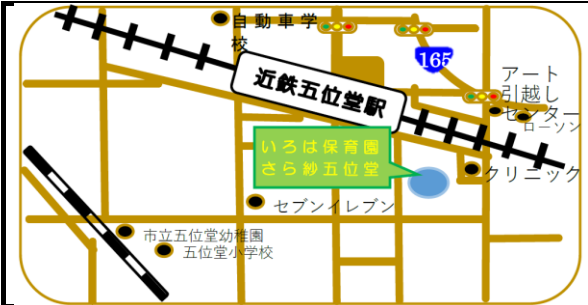 自動車学
校
165
近鉄五位堂駅
アート
引越し
センター
ローソン
いろは保育園
さら紗五位堂
クリニック
セブンイレブン
市立五位堂幼稚園
五位堂小学校